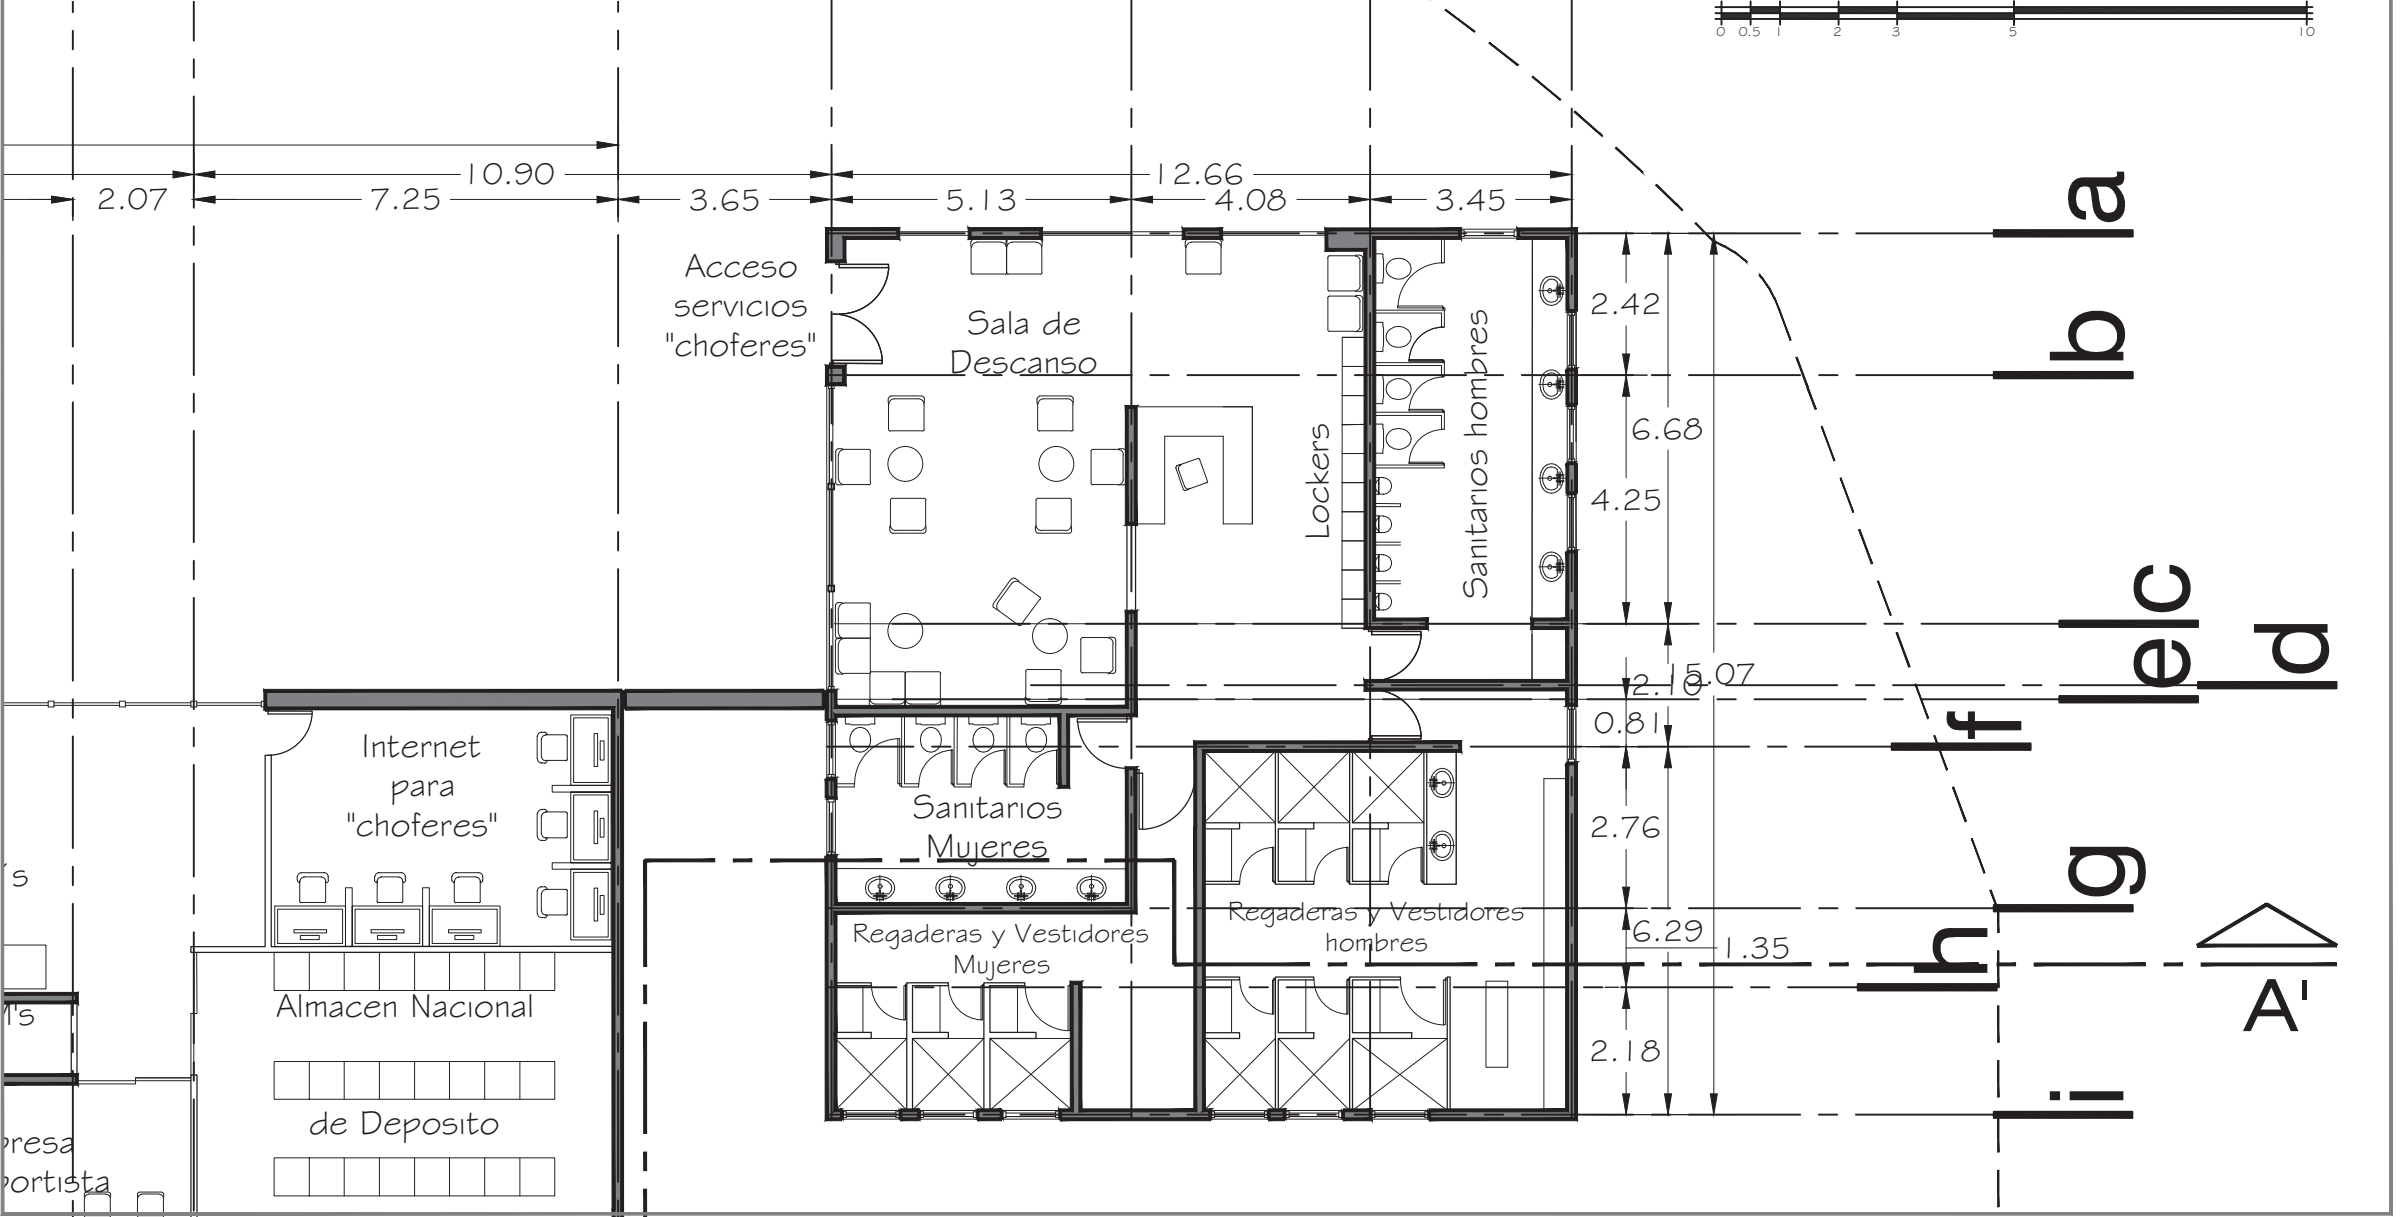 0 0.5 1 2 3 5 10
10.90
12.66
2.07
7.25
3.65
5.13
4.08
3.45
a
Acceso
servicios
"choferes"
Sala de
Descanso
Lockers
Sanitarios hombres
2.42
b
6.68
4.25
c
d
e
2.10
15.07
0.81
f
Internet
para
"choferes"
Sanitarios
Mujeres
2.76
g
's
Regaderas y Vestidores
hombres
Regaderas y Vestidores
Mujeres
6.29
1.35
h
A'
Almacen Nacional
's
2.18
i
de Deposito
presa
portista